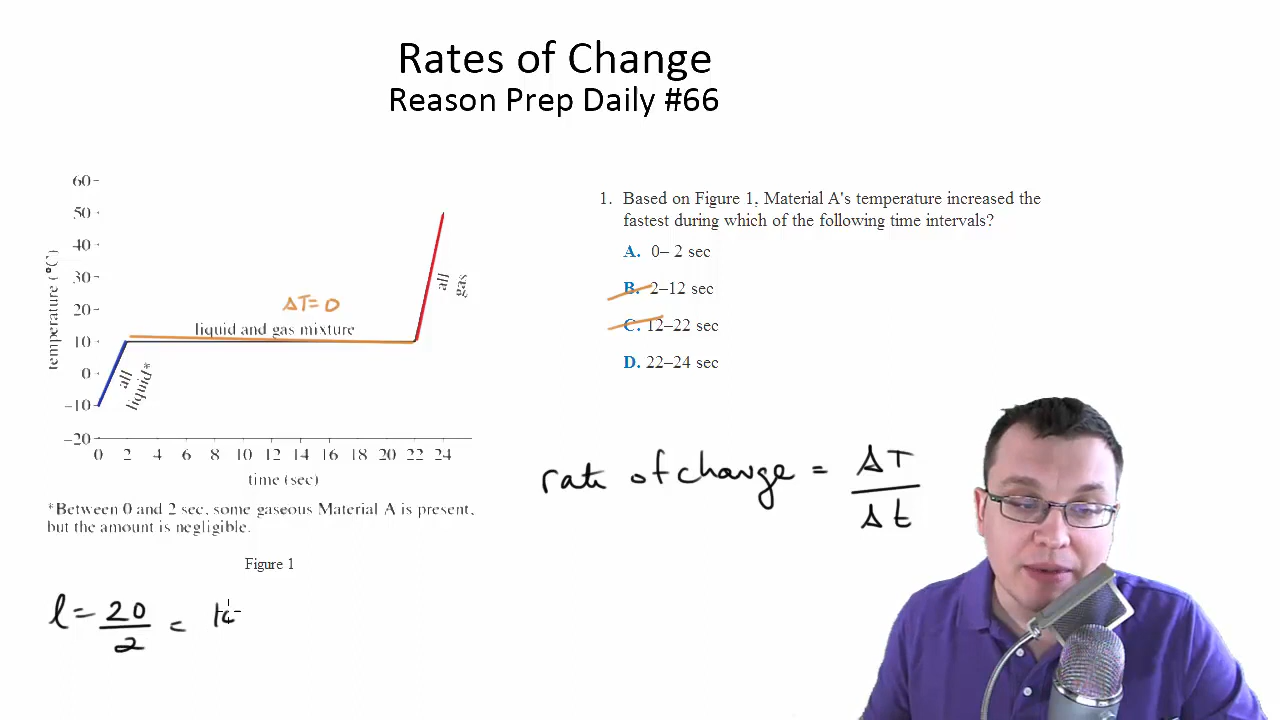 Rates of Change
Reason Prep Daily #66
60
50
40
30
20
10
0
-10
-20
temperature (°C)
ΔT=0
liquid and gas mixture
all liquid*
all gas
0 2 4 6 8 10 12 14 16 18 20 22 24
time (sec)
*Between 0 and 2 sec, some gaseous Material A is present,
but the amount is negligible.
Figure 1
1. Based on Figure 1, Material A's temperature increased the
fastest during which of the following time intervals?
A. 0– 2 sec
B. 2–12 sec
C. 12–22 sec
D. 22–24 sec
rate of change = ΔT/Δt
l = 20/2 =